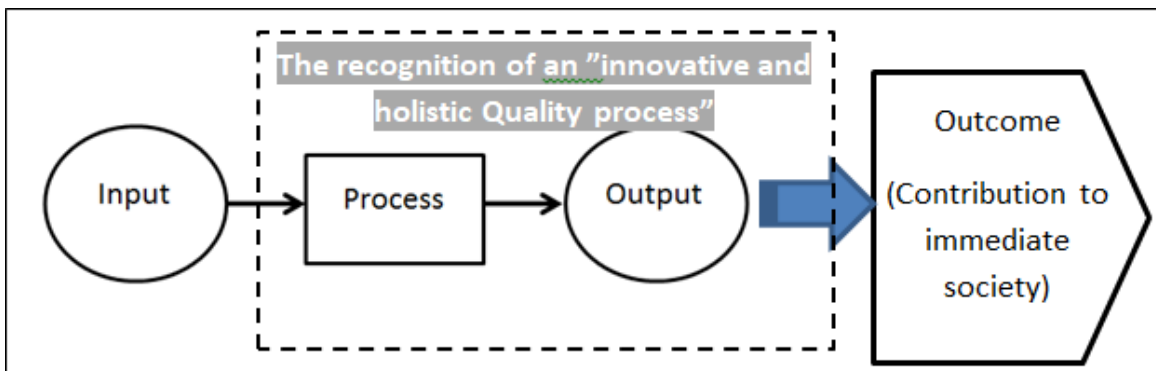 The recognition of an ”innovative and
holistic Quality process”
Input
Process
Output
Outcome
(Contribution to
immediate
society)